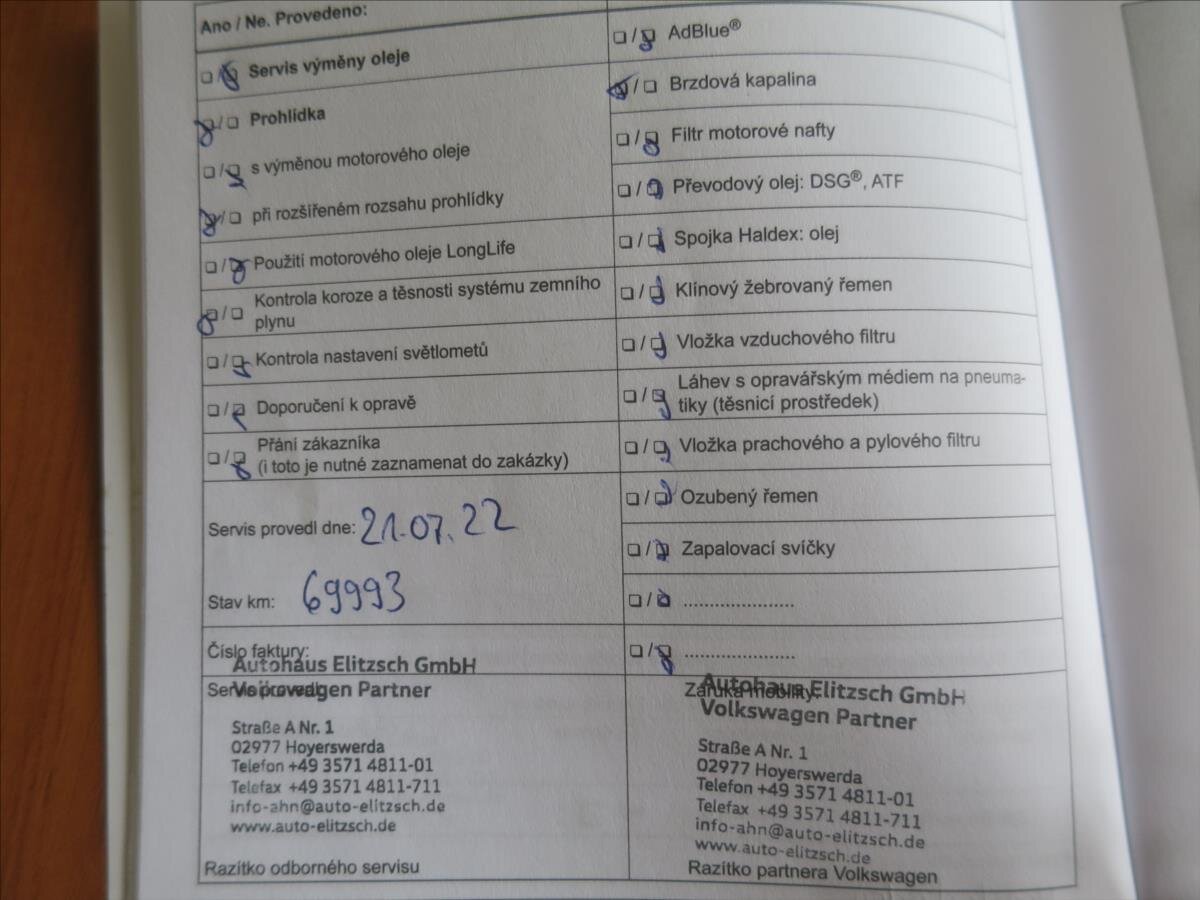 Ano / Ne. Provedeno:
☐ / ☒ Servis výměny oleje
☒ / ☐ Prohlídka
☐ / ☒ s výměnou motorového oleje
☒ / ☐ při rozšířeném rozsahu prohlídky
☐ / ☒ Použití motorového oleje LongLife
☒ / ☐ Kontrola koroze a těsnosti systému zemního
plynu
☐ / ☒ Kontrola nastavení světlometů
☐ / ☒ Doporučení k opravě
☐ / ☒ Přání zákazníka
(i toto je nutné zaznamenat do zakázky)
Servis provedl dne: 21.07.22
Stav km: 69993
Číslo faktury:
Autohaus Elitzsch GmbH
Servis provedl:
Volkswagen Partner
Straße A Nr. 1
02977 Hoyerswerda
Telefon +49 3571 4811-01
Telefax +49 3571 4811-711
info-ahn@auto-elitzsch.de
www.auto-elitzsch.de
Razítko odborného servisu
☐ / ☒ AdBlue®
☒ / ☐ Brzdová kapalina
☐ / ☒ Filtr motorové nafty
☐ / ☒ Převodový olej: DSG®, ATF
☐ / ☒ Spojka Haldex: olej
☐ / ☒ Klínový žebrovaný řemen
☐ / ☒ Vložka vzduchového filtru
☐ / ☒ Láhev s opravářským médiem na pneuma-
tiky (těsnicí prostředek)
☐ / ☒ Vložka prachového a pylového filtru
☐ / ☒ Ozubený řemen
☐ / ☒ Zapalovací svíčky
☐ / ☒ .....................
☐ / ☒ .....................
Záruka mobility:
Autohaus Elitzsch GmbH
Volkswagen Partner
Straße A Nr. 1
02977 Hoyerswerda
Telefon +49 3571 4811-01
Telefax +49 3571 4811-711
info-ahn@auto-elitzsch.de
www.auto-elitzsch.de
Razítko partnera Volkswagen